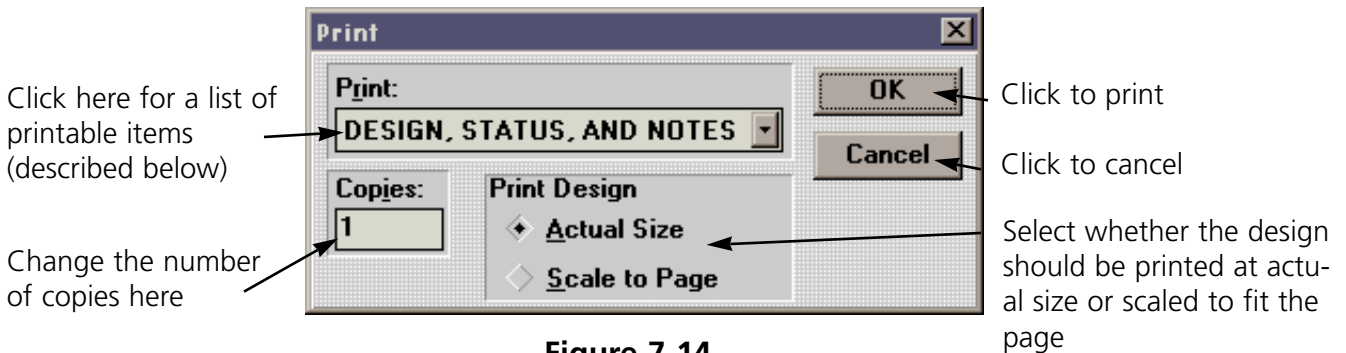 Print
Print:
DESIGN, STATUS, AND NOTES
OK
Cancel
Copies:
1
Print Design
Actual Size
Scale to Page
Click here for a list of
printable items
(described below)
Change the number
of copies here
Click to print
Click to cancel
Select whether the design
should be printed at actu-
al size or scaled to fit the
page
Figure 7-14